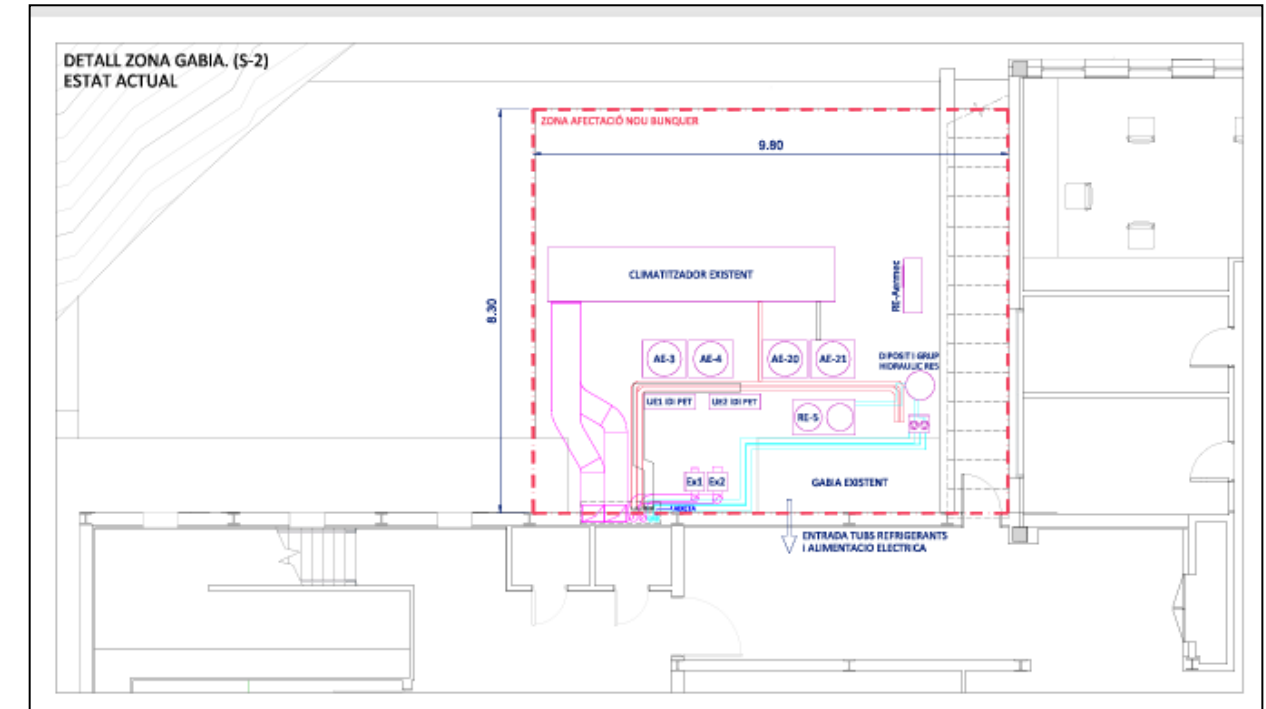 DETALL ZONA GABIA. (S-2)
ESTAT ACTUAL
ZONA AFECTACIÓ NOU BUNQUER
9.80
8.30
CLIMATITZADOR EXISTENT
RE-Aermec
AE-3
AE-4
AE-20
AE-21
DIPOSIT I GRUP
HIDRAULIC RES
UE1 IDI PET
UE2 IDI PET
RE-5
Ex1
Ex2
GABIA EXISTENT
ENTRADA TUBS REFRIGERANTS
I ALIMENTACIO ELECTRICA